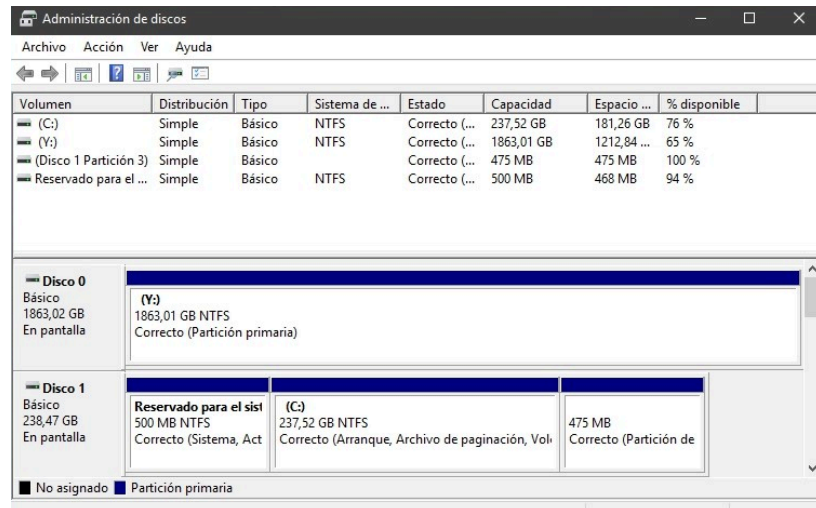 Administración de discos
Archivo Acción Ver Ayuda
Volumen Distribución Tipo Sistema de ... Estado Capacidad Espacio ... % disponible
(C:) Simple Básico NTFS Correcto (... 237,52 GB 181,26 GB 76 %
(Y:) Simple Básico NTFS Correcto (... 1863,01 GB 1212,84 ... 65 %
(Disco 1 Partición 3) Simple Básico Correcto (... 475 MB 475 MB 100 %
Reservado para el ... Simple Básico NTFS Correcto (... 500 MB 468 MB 94 %
Disco 0
Básico
1863,02 GB
En pantalla
(Y:)
1863,01 GB NTFS
Correcto (Partición primaria)
Disco 1
Básico
238,47 GB
En pantalla
Reservado para el sist
500 MB NTFS
Correcto (Sistema, Act
(C:)
237,52 GB NTFS
Correcto (Arranque, Archivo de paginación, Vol
475 MB
Correcto (Partición de
No asignado Partición primaria